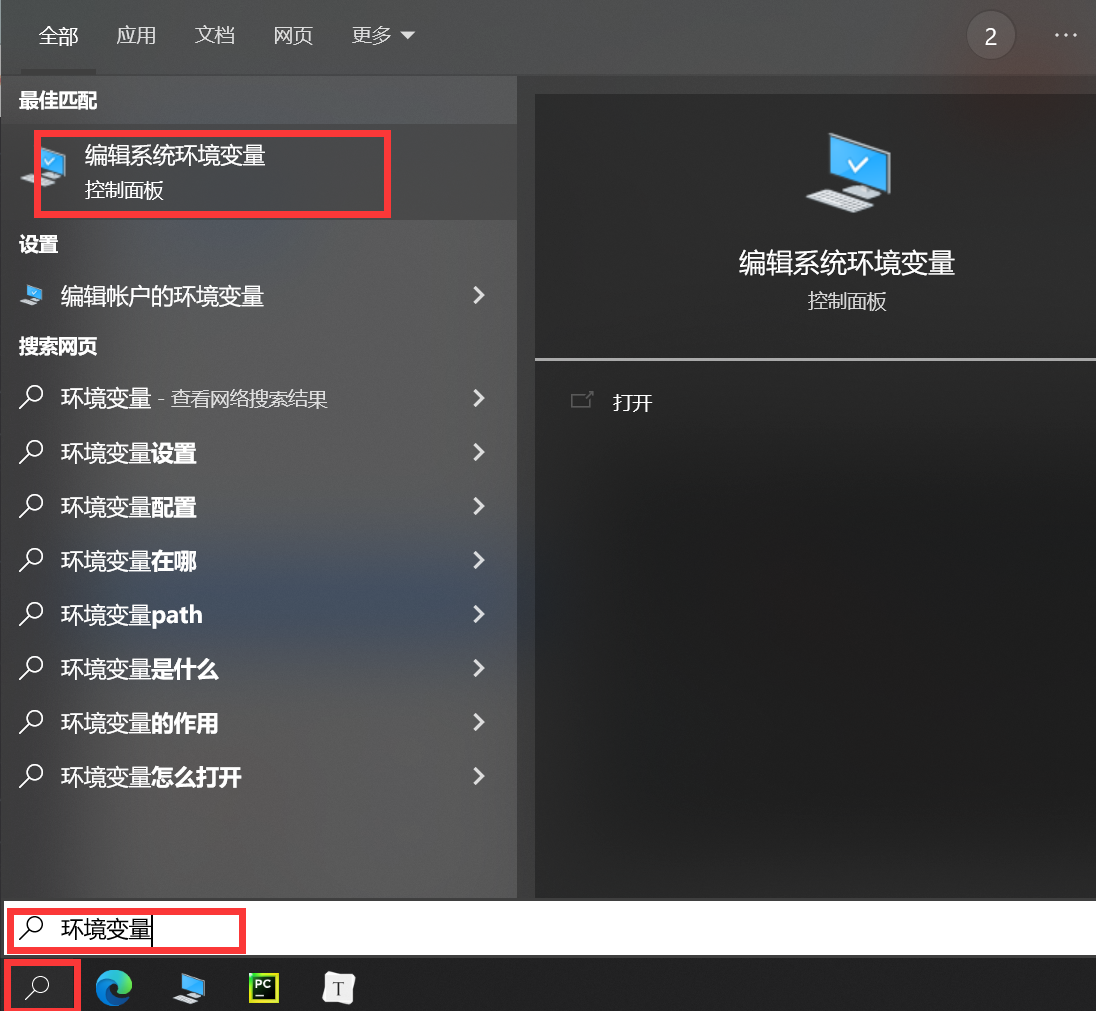 全部 应用 文档 网页 更多 2 ...
最佳匹配
编辑系统环境变量
控制面板
设置
编辑帐户的环境变量
搜索网页
环境变量 - 查看网络搜索结果
环境变量设置
环境变量配置
环境变量在哪
环境变量path
环境变量是什么
环境变量的作用
环境变量怎么打开
编辑系统环境变量
控制面板
打开
环境变量
PC
T